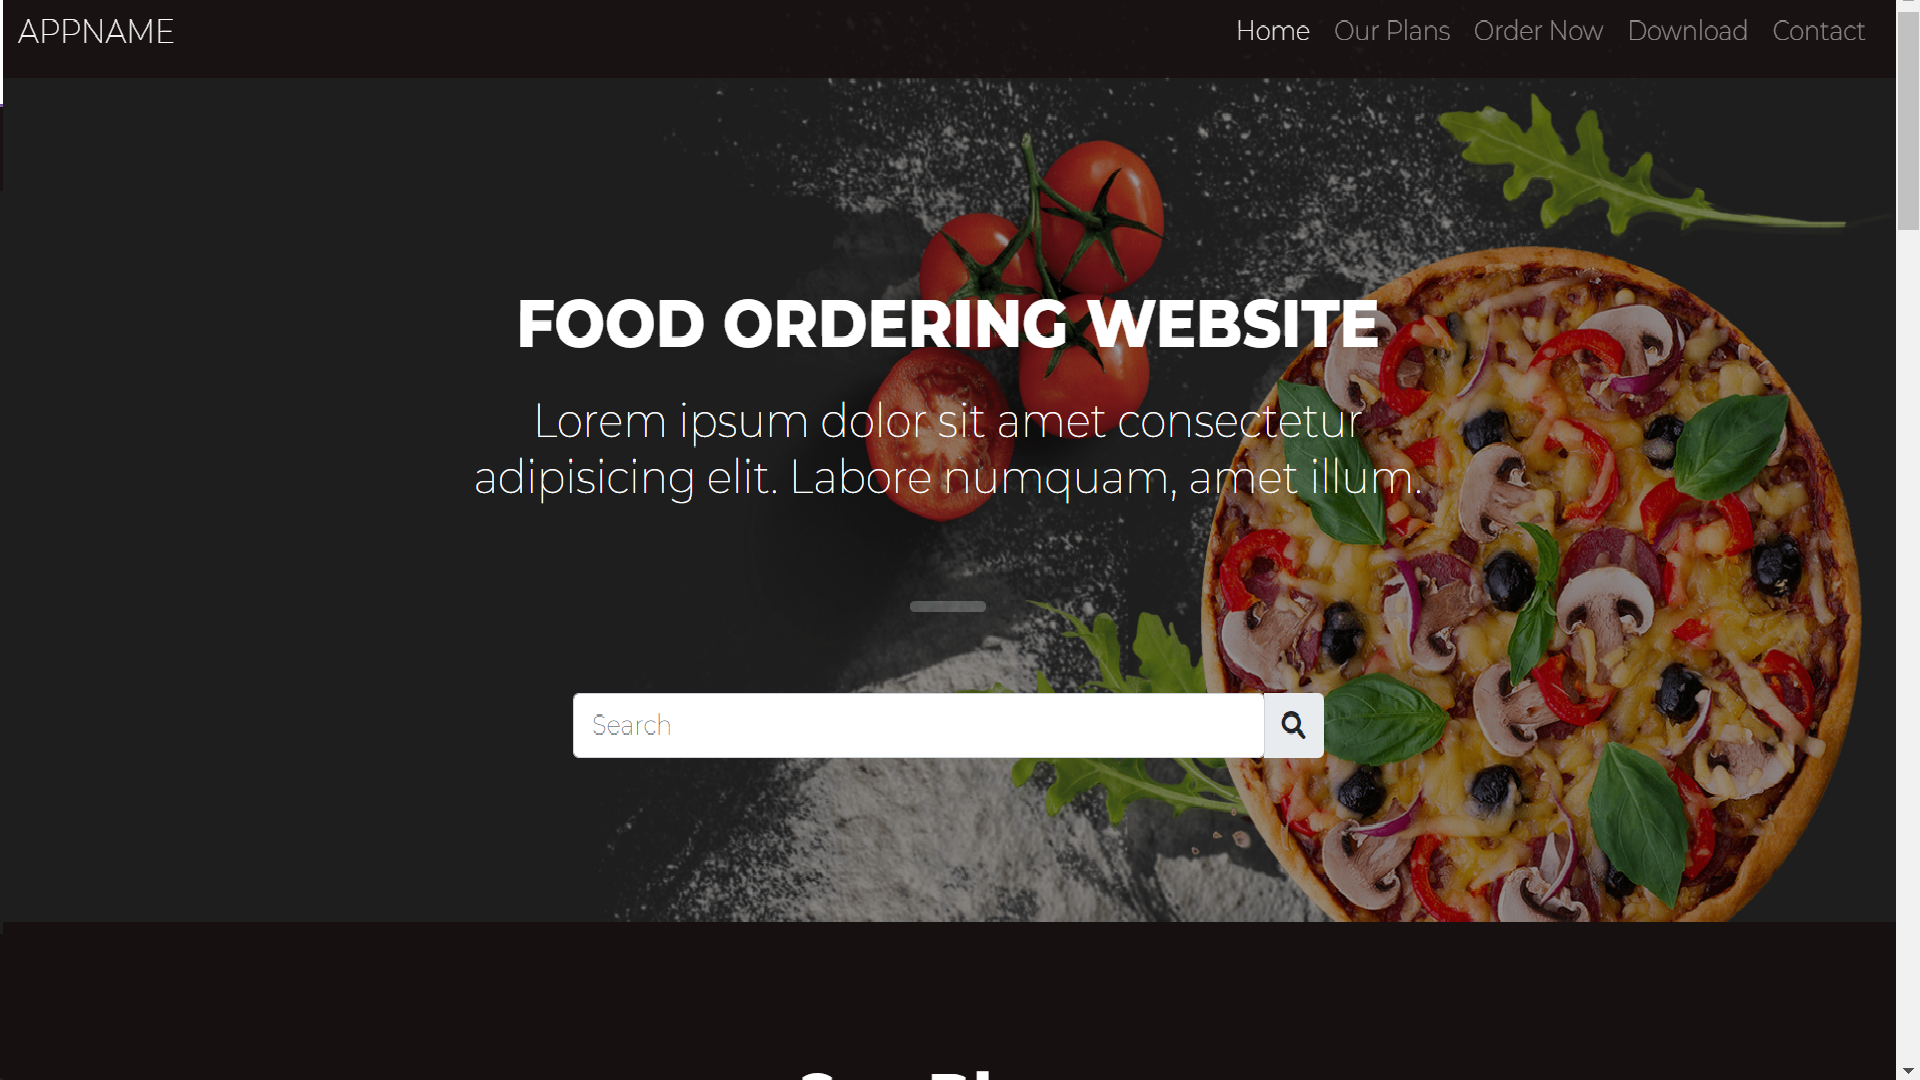 APPNAME
Home Our Plans Order Now Download Contact
FOOD ORDERING WEBSITE
Lorem ipsum dolor sit amet consectetur
adipisicing elit. Labore numquam, amet illum.
Search